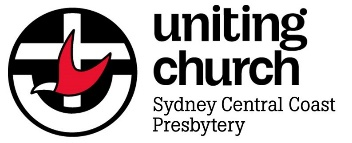 uniting
church
Sydney Central Coast
Presbytery